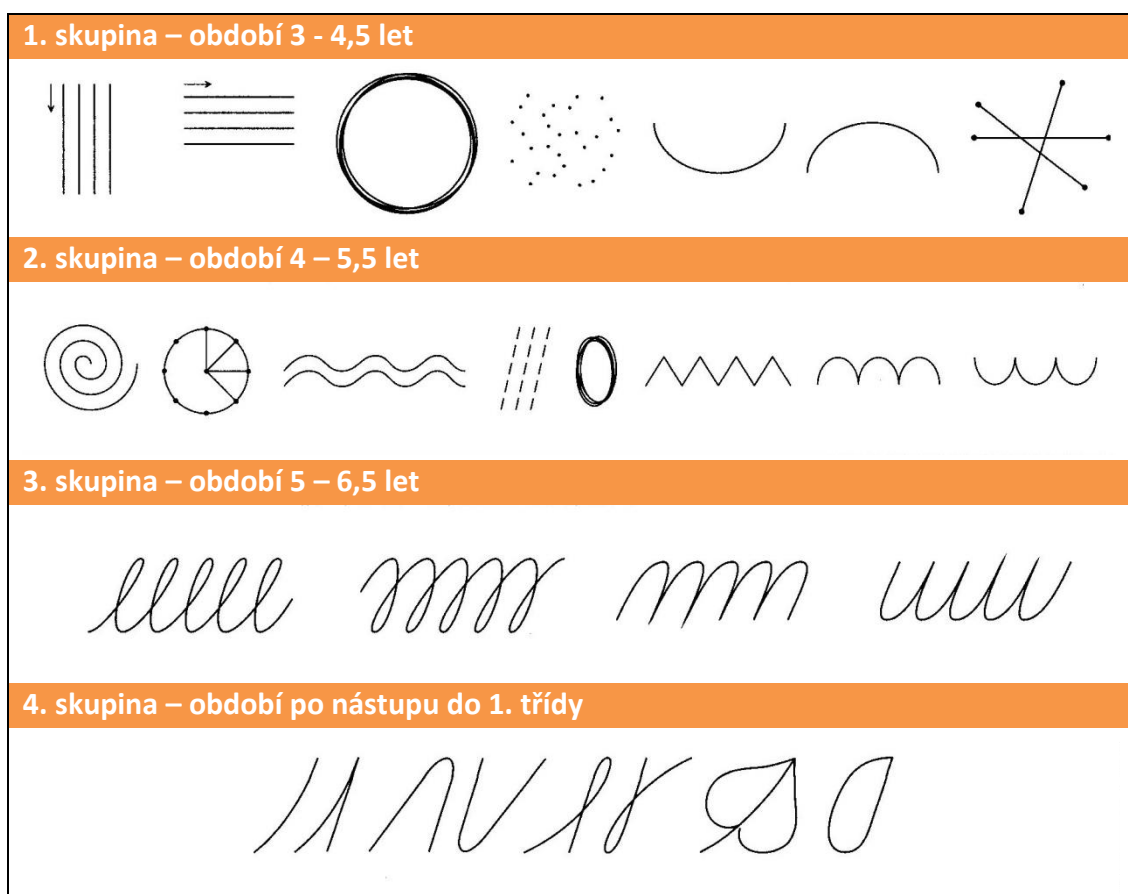 1. skupina – období 3 - 4,5 let
2. skupina – období 4 – 5,5 let
3. skupina – období 5 – 6,5 let
4. skupina – období po nástupu do 1. třídy